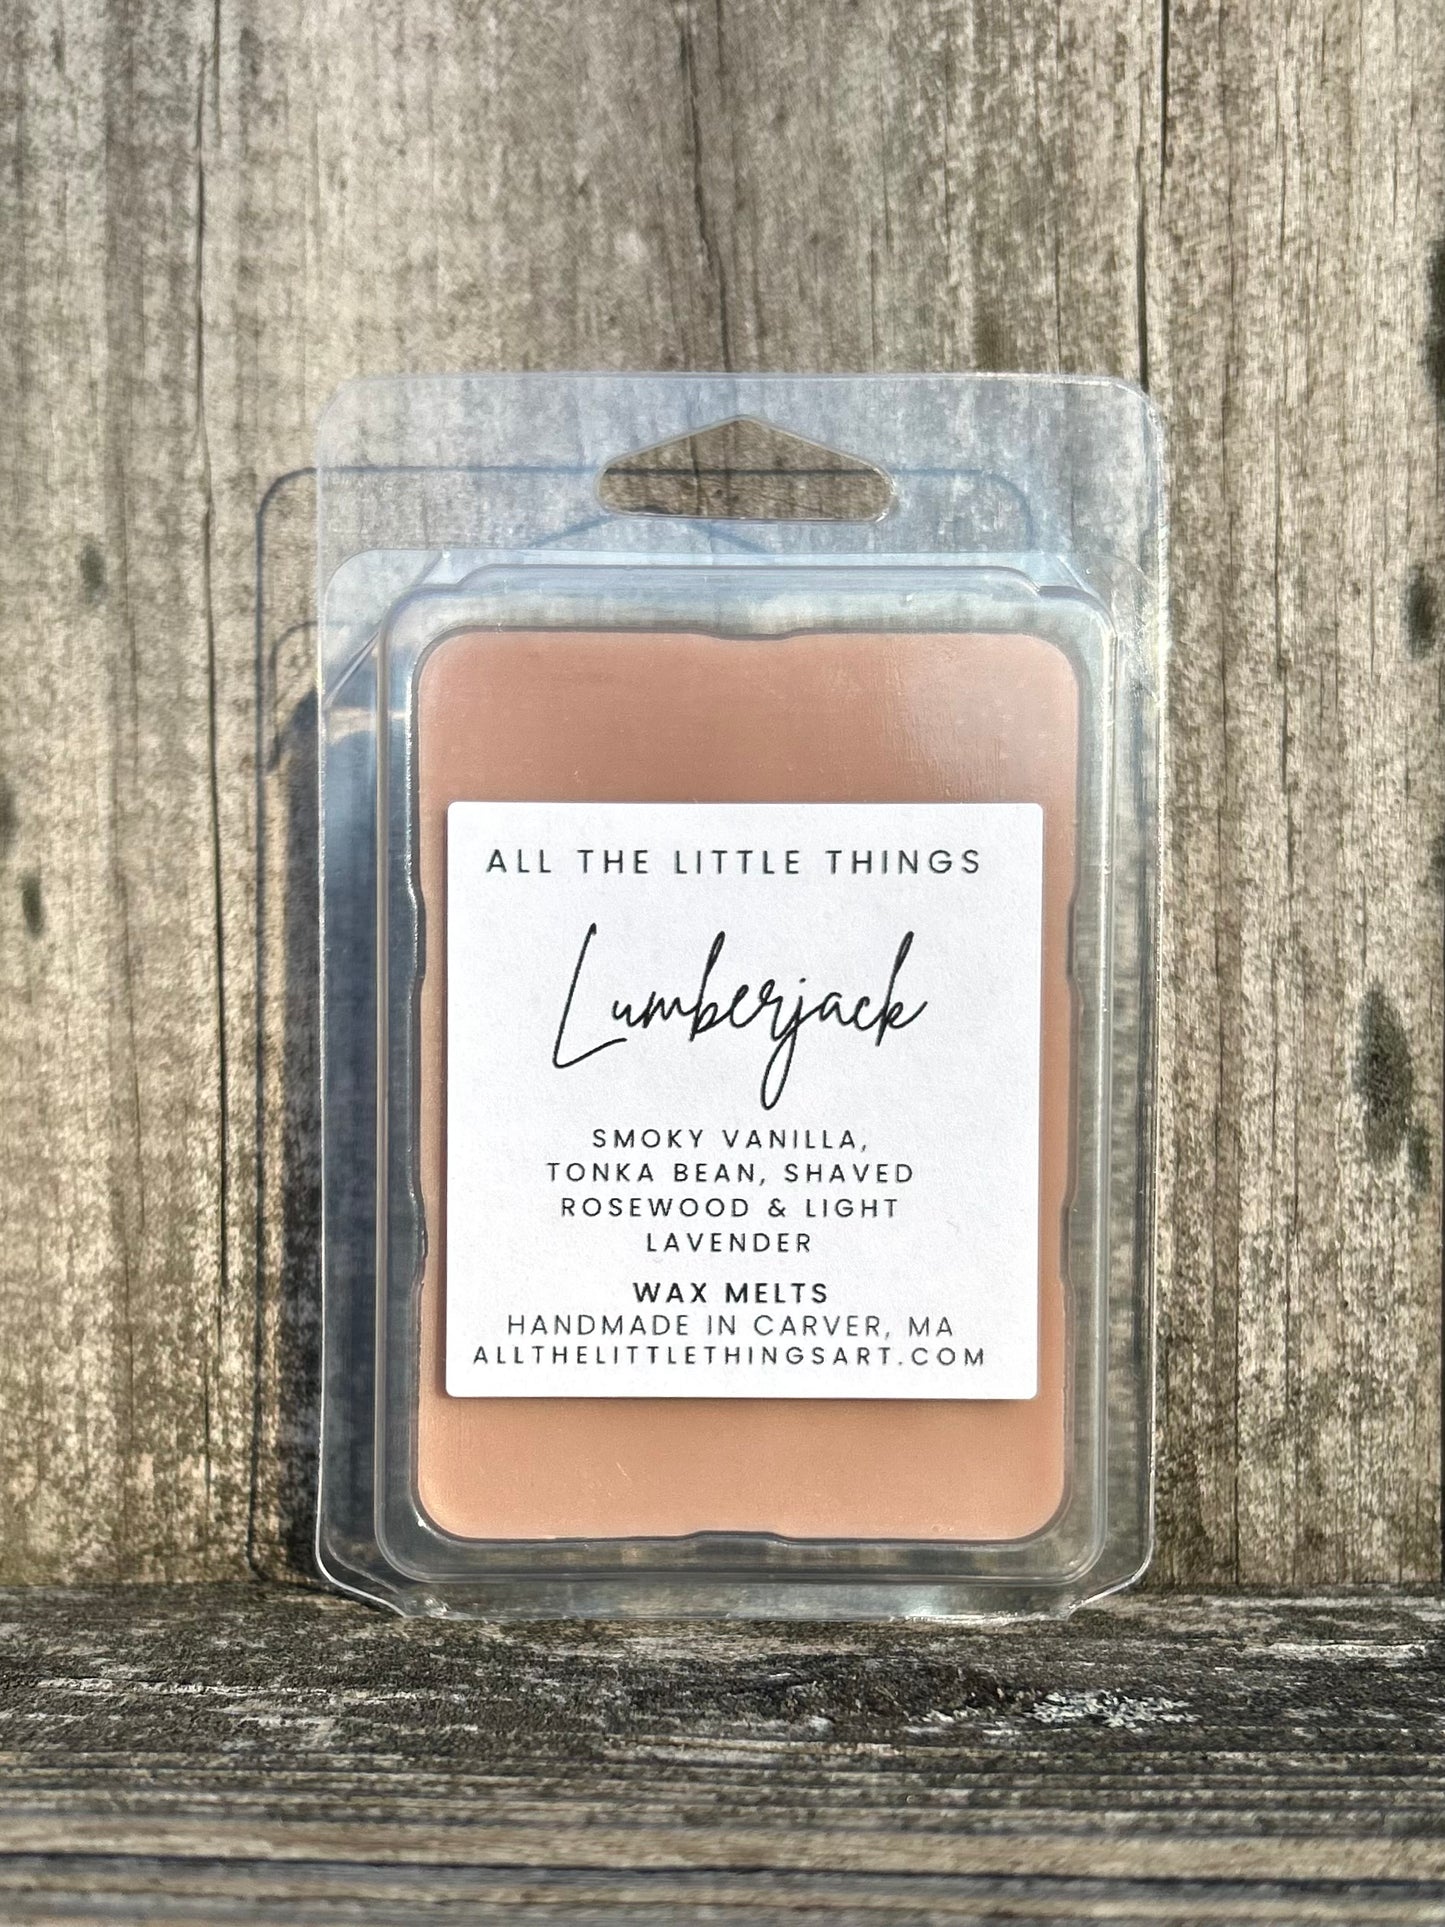 ALL THE LITTLE THINGS
Lumberjack
SMOKY VANILLA,
TONKA BEAN, SHAVED
ROSEWOOD & LIGHT
LAVENDER
WAX MELTS
HANDMADE IN CARVER, MA
ALLTHELITTLETHINGSART.COM